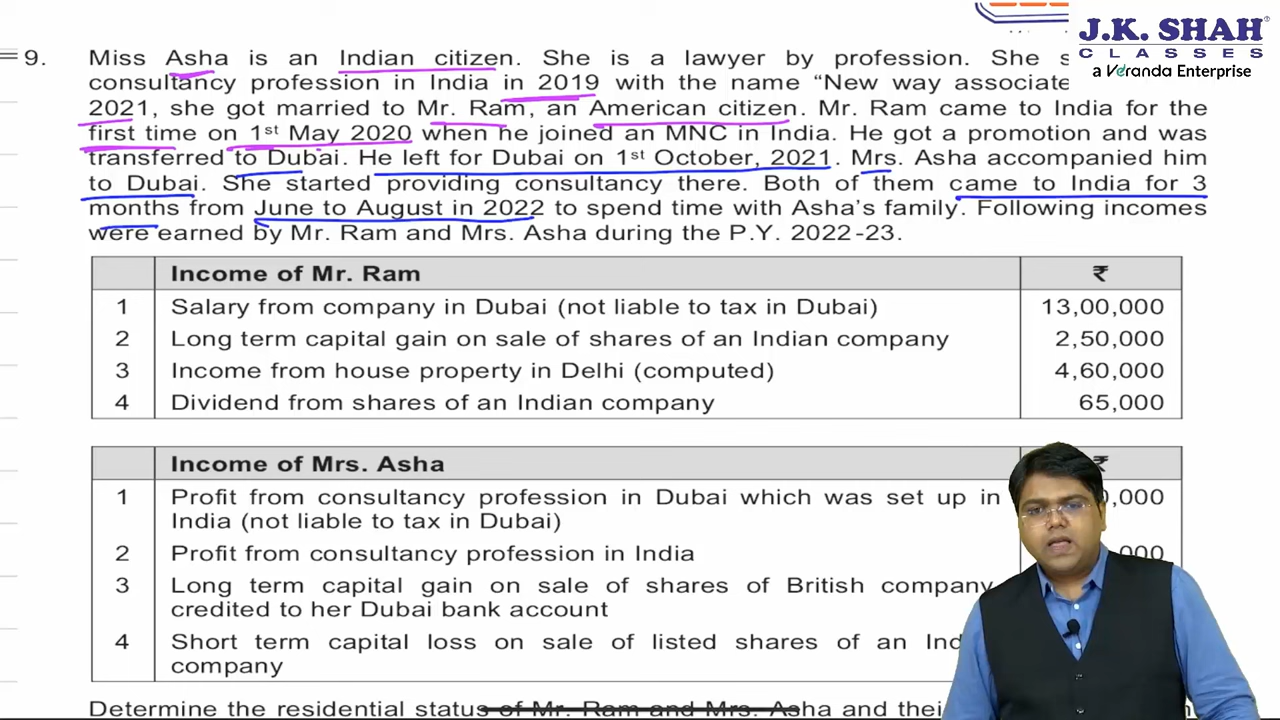 J.K. SHAH
CLASSES
a Veranda Enterprise
9. Miss Asha is an Indian citizen. She is a lawyer by profession. She
consultancy profession in India in 2019 with the name “New way
2021, she got married to Mr. Ram, an American citizen. Mr. Ram came to India for the
first time on 1st May 2020 when he joined an MNC in India. He got a promotion and was
transferred to Dubai. He left for Dubai on 1st October, 2021. Mrs. Asha accompanied him
to Dubai. She started providing consultancy there. Both of them came to India for 3
months from June to August in 2022 to spend time with Asha’s family. Following incomes
were earned by Mr. Ram and Mrs. Asha during the P.Y. 2022-23.
Income of Mr. Ram ₹
1 Salary from company in Dubai (not liable to tax in Dubai) 13,00,000
2 Long term capital gain on sale of shares of an Indian company 2,50,000
3 Income from house property in Delhi (computed) 4,60,000
4 Dividend from shares of an Indian company 65,000
Income of Mrs. Asha ₹
1 Profit from consultancy profession in Dubai which was set up in
India (not liable to tax in Dubai)
2 Profit from consultancy profession in India
3 Long term capital gain on sale of shares of British company
credited to her Dubai bank account
4 Short term capital loss on sale of listed shares of an
company
Determine the residential status of Mr. Ram and Mrs. Asha and their